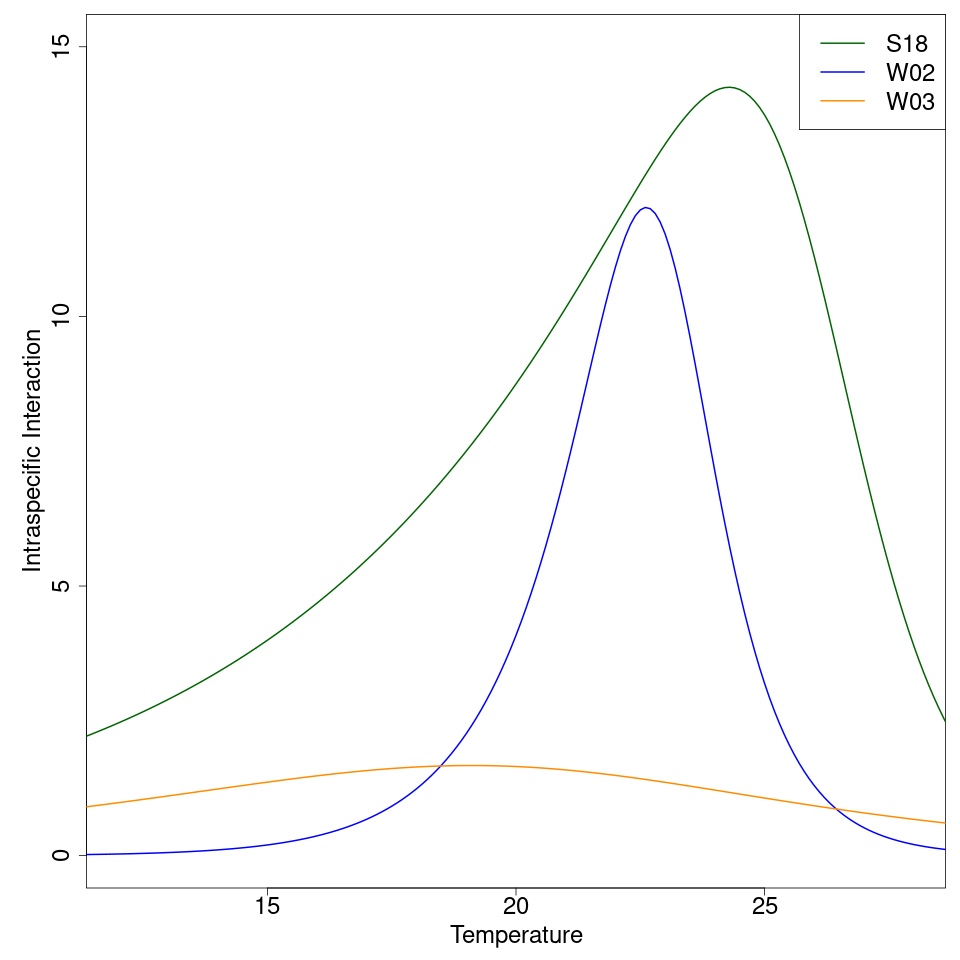 S18
W02
W03
15
10
5
0
Intraspecific Interaction
15 20 25
Temperature